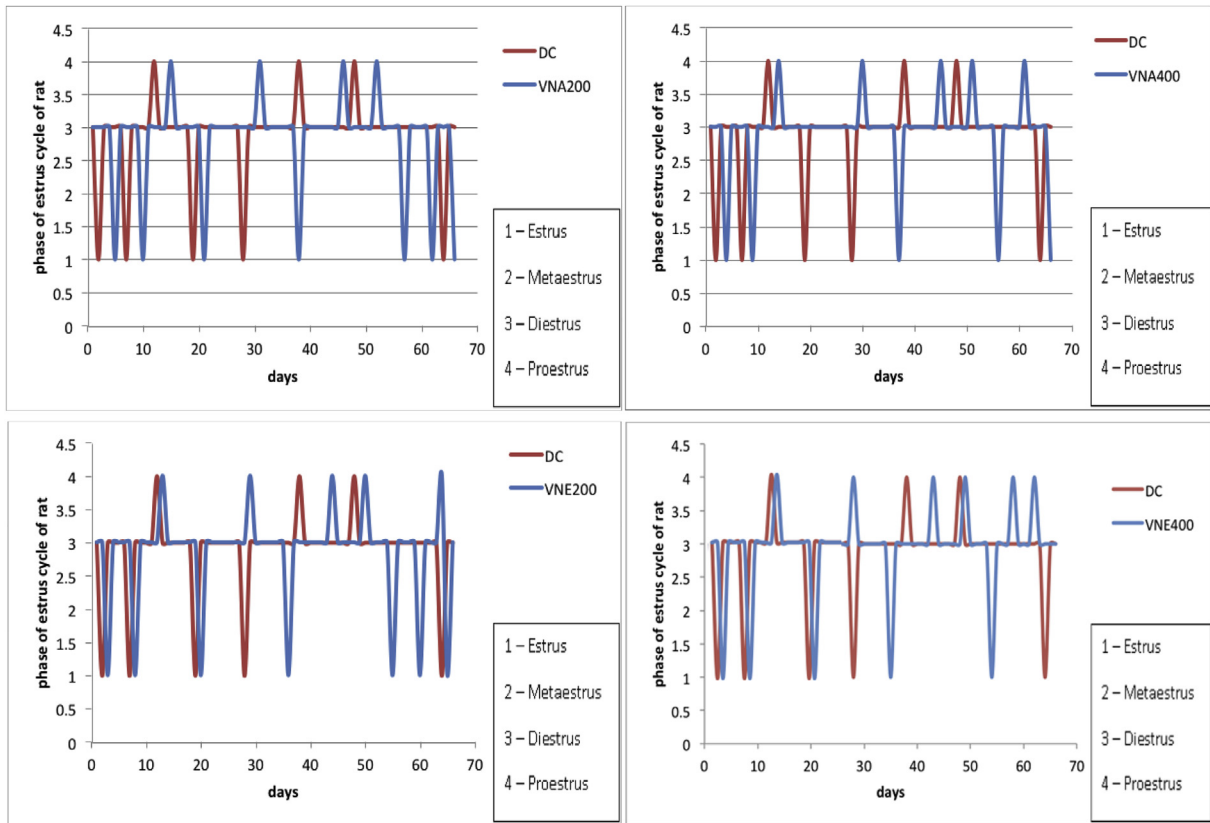 4.5
4
3.5
3
2.5
2
1.5
1
0.5
0
phase of estrus cycle of rat
0 10 20 30 40 50 60 70
days
DC
VNA200
1 – Estrus
2 – Metaestrus
3 – Diestrus
4 – Proestrus
4.5
4
3.5
3
2.5
2
1.5
1
0.5
0
phase of estrus cycle of rat
0 10 20 30 40 50 60 70
days
DC
VNA400
1 – Estrus
2 – Metaestrus
3 – Diestrus
4 – Proestrus
4.5
4
3.5
3
2.5
2
1.5
1
0.5
0
phase of estrus cycle of rat
0 10 20 30 40 50 60 70
days
DC
VNE200
1 – Estrus
2 – Metaestrus
3 – Diestrus
4 – Proestrus
4.5
4
3.5
3
2.5
2
1.5
1
0.5
0
phase of estrus cycle of rat
0 10 20 30 40 50 60 70
days
DC
VNE400
1 – Estrus
2 – Metaestrus
3 – Diestrus
4 – Proestrus